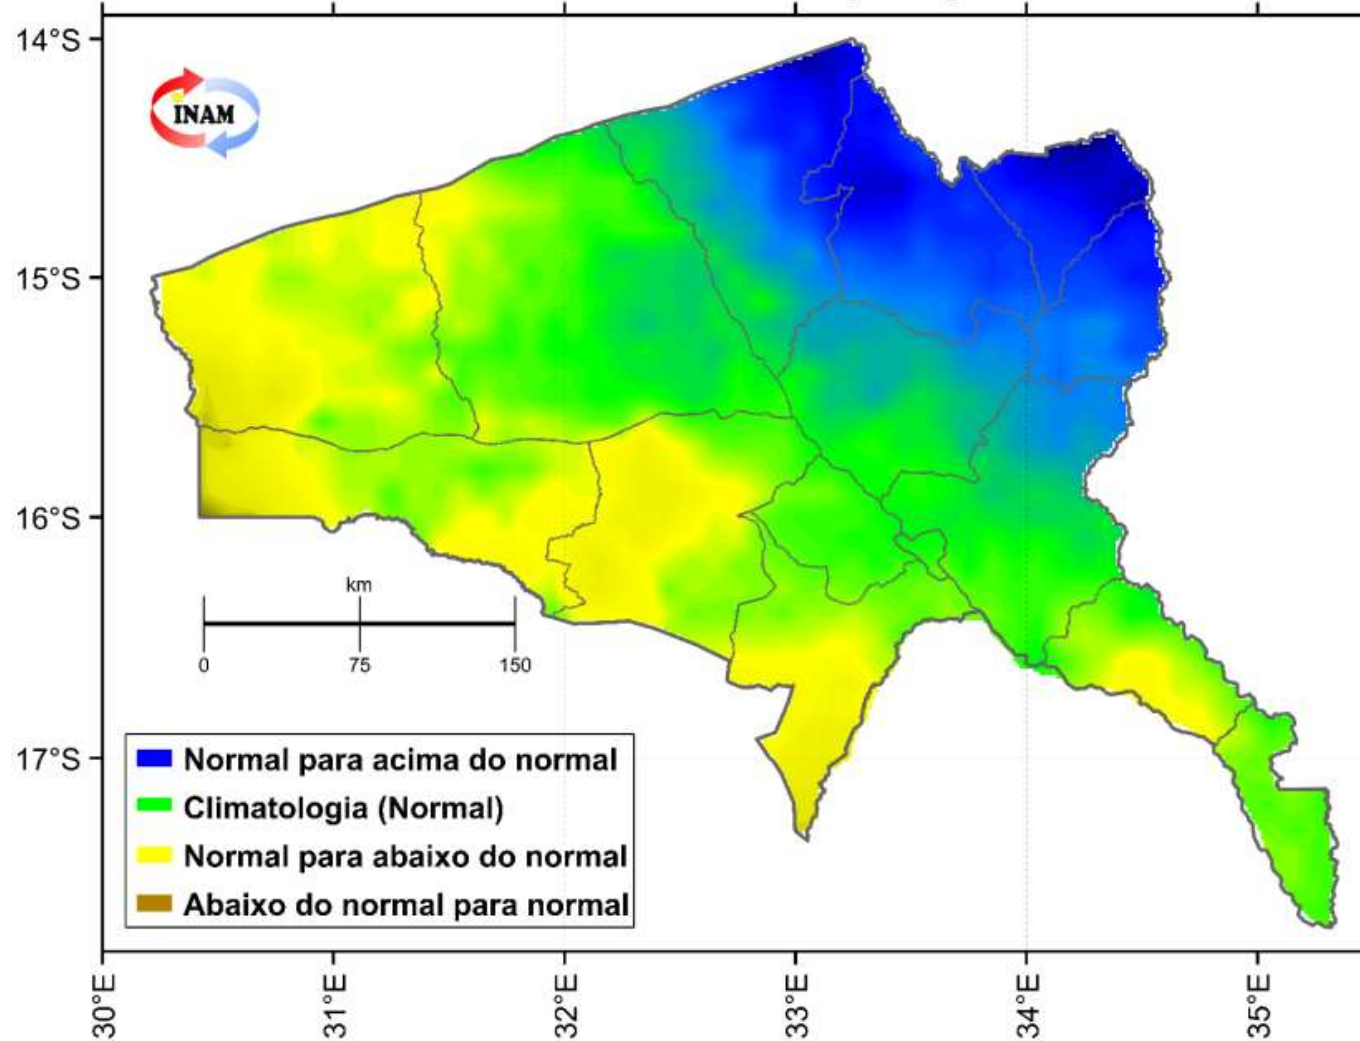 14°S
INAM
15°S
16°S
km
0 75 150
17°S
Normal para acima do normal
Climatologia (Normal)
Normal para abaixo do normal
Abaixo do normal para normal
30°E 31°E 32°E 33°E 34°E 35°E